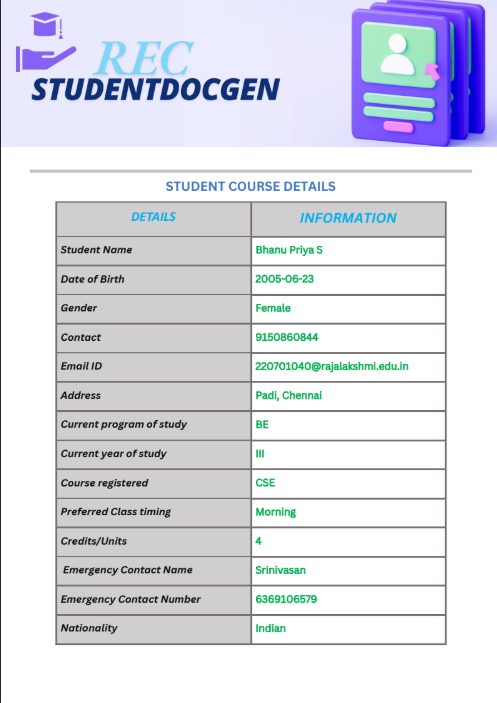 REC
STUDENTDOCGEN
STUDENT COURSE DETAILS
DETAILS INFORMATION
Student Name Bhanu Priya S
Date of Birth 2005-06-23
Gender Female
Contact 9150860844
Email ID 220701040@rajalakshmi.edu.in
Address Padi, Chennai
Current program of study BE
Current year of study III
Course registered CSE
Preferred Class timing Morning
Credits/Units 4
Emergency Contact Name Srinivasan
Emergency Contact Number 6369106579
Nationality Indian